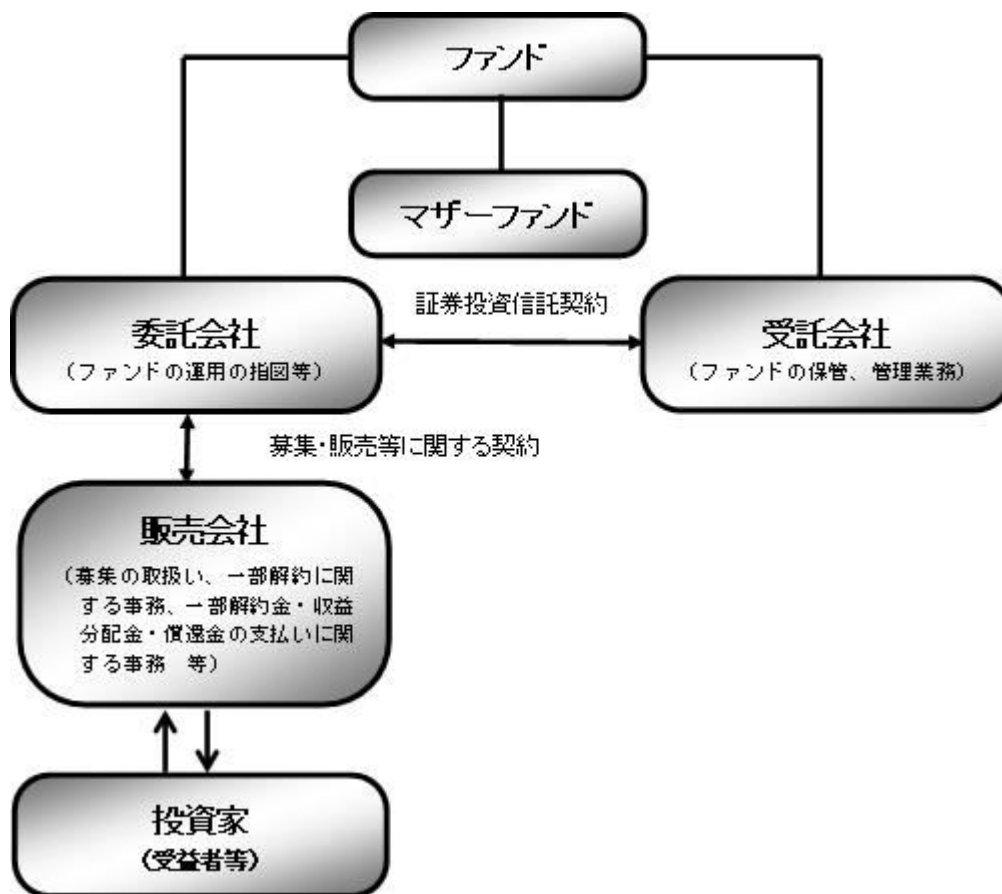 ファンド
マザーファンド
証券投資信託契約
委託会社
(ファンドの運用の指図等)
受託会社
(ファンドの保管、管理業務)
募集・販売等に関する契約
販売会社
(募集の取扱い、一部解約に関
する事務、一部解約金・収益
分配金・償還金の支払いに関
する事務　等)
投資家
(受益者等)